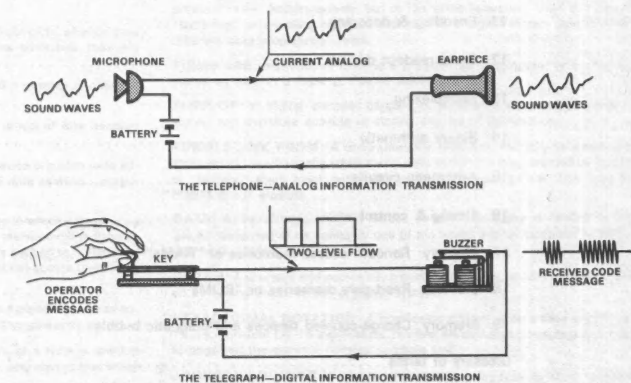 MICROPHONE
CURRENT ANALOG
EARPIECE
SOUND WAVES
BATTERY
SOUND WAVES
THE TELEPHONE—ANALOG INFORMATION TRANSMISSION
KEY
TWO-LEVEL FLOW
BUZZER
OPERATOR
ENCODES
MESSAGE
RECEIVED CODE
MESSAGE
BATTERY
THE TELEGRAPH—DIGITAL INFORMATION TRANSMISSION